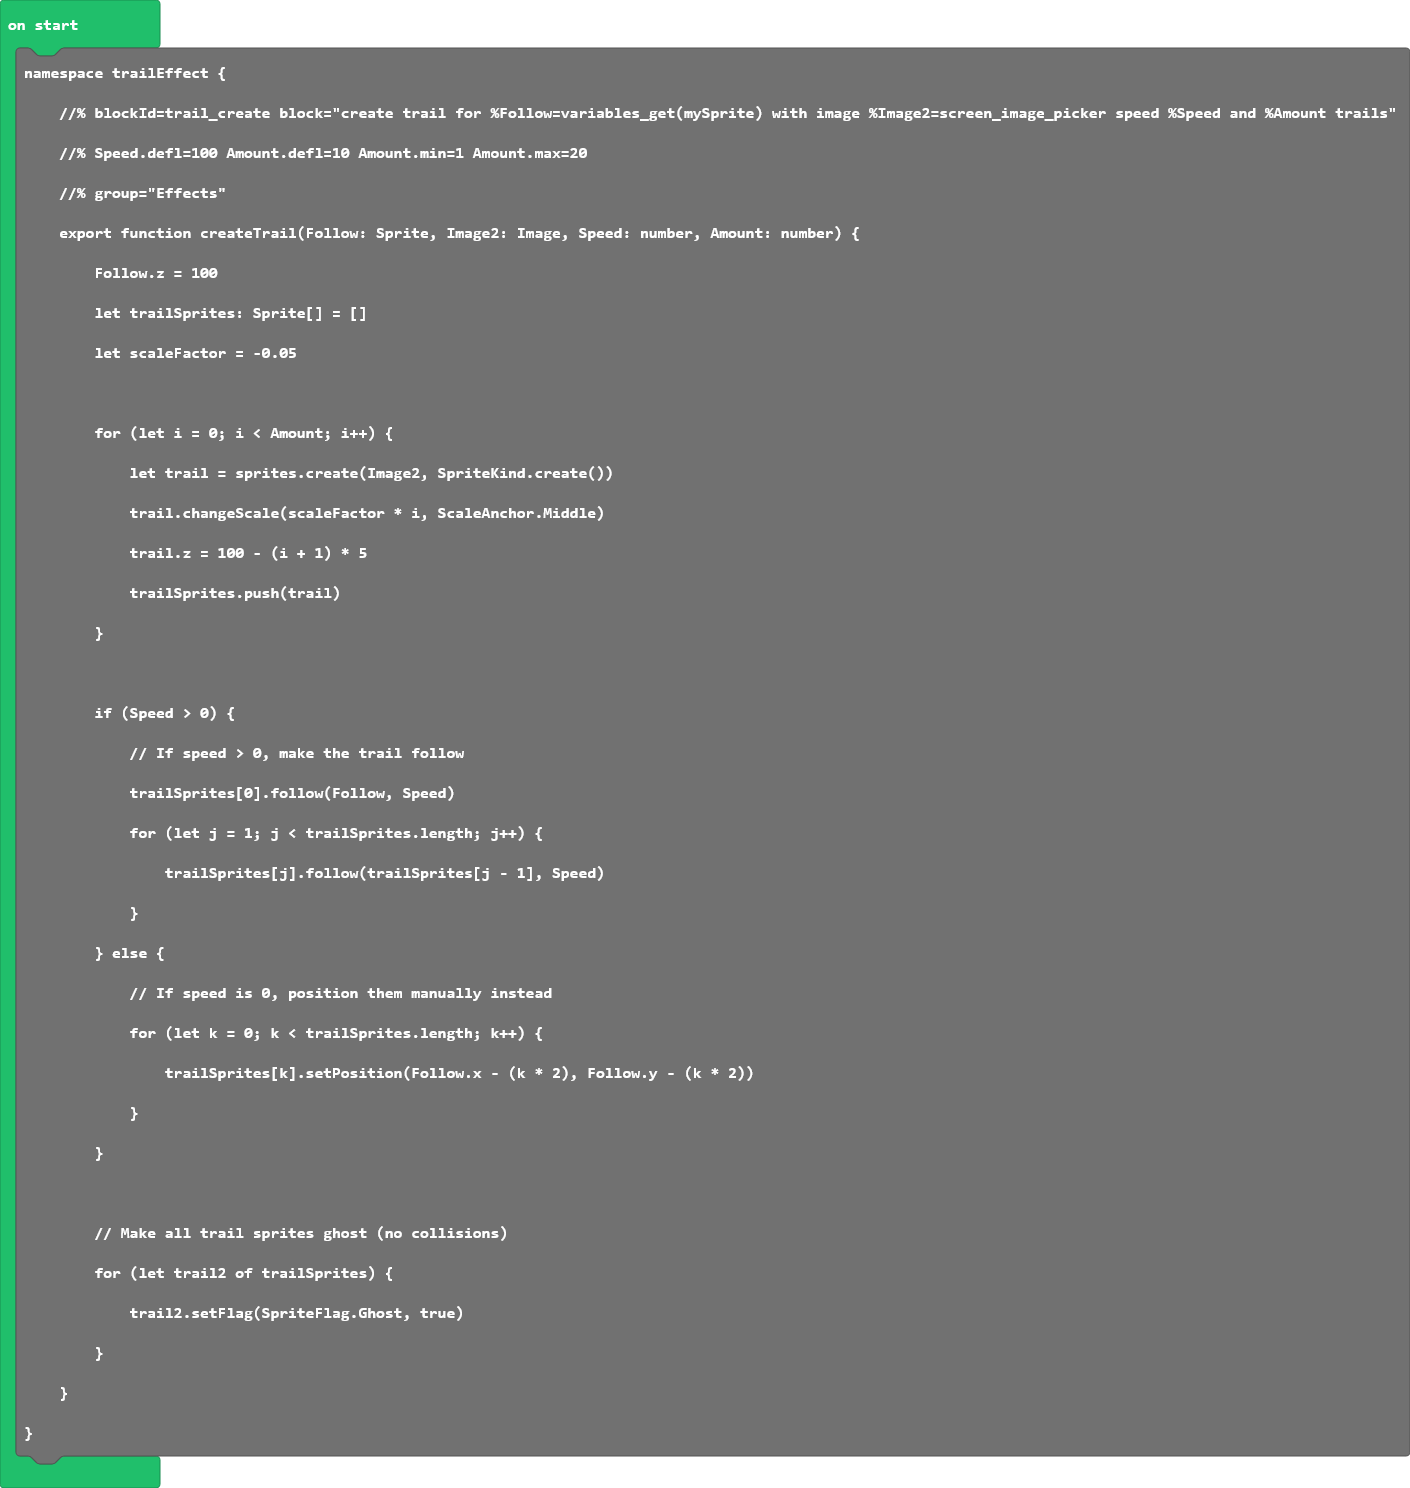 on start
namespace trailEffect {
//% blockId=trail_create block="create trail for %Follow=variables_get(mySprite) with image %Image2=screen_image_picker speed %Speed and %Amount trails"
//% Speed.defl=100 Amount.defl=10 Amount.min=1 Amount.max=20
//% group="Effects"
export function createTrail(Follow: Sprite, Image2: Image, Speed: number, Amount: number) {
Follow.z = 100
let trailSprites: Sprite[] = []
let scaleFactor = -0.05
for (let i = 0; i < Amount; i++) {
let trail = sprites.create(Image2, SpriteKind.create())
trail.changeScale(scaleFactor * i, ScaleAnchor.Middle)
trail.z = 100 - (i + 1) * 5
trailSprites.push(trail)
}
if (Speed > 0) {
// If speed > 0, make the trail follow
trailSprites[0].follow(Follow, Speed)
for (let j = 1; j < trailSprites.length; j++) {
trailSprites[j].follow(trailSprites[j - 1], Speed)
}
} else {
// If speed is 0, position them manually instead
for (let k = 0; k < trailSprites.length; k++) {
trailSprites[k].setPosition(Follow.x - (k * 2), Follow.y - (k * 2))
}
}
// Make all trail sprites ghost (no collisions)
for (let trail2 of trailSprites) {
trail2.setFlag(SpriteFlag.Ghost, true)
}
}
}